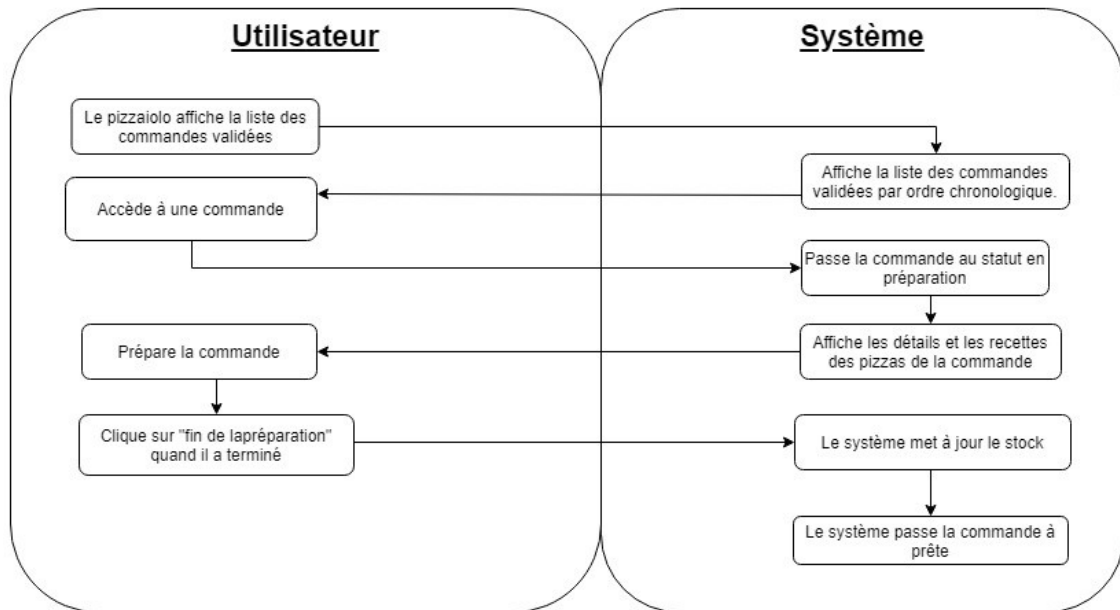 Utilisateur
Système
Le pizzaiolo affiche la liste des
commandes validées
Affiche la liste des commandes
validées par ordre chronologique.
Accède à une commande
Passe la commande au statut en
préparation
Affiche les détails et les recettes
des pizzas de la commande
Prépare la commande
Clique sur "fin de lapréparation"
quand il a terminé
Le système met à jour le stock
Le système passe la commande à
prête